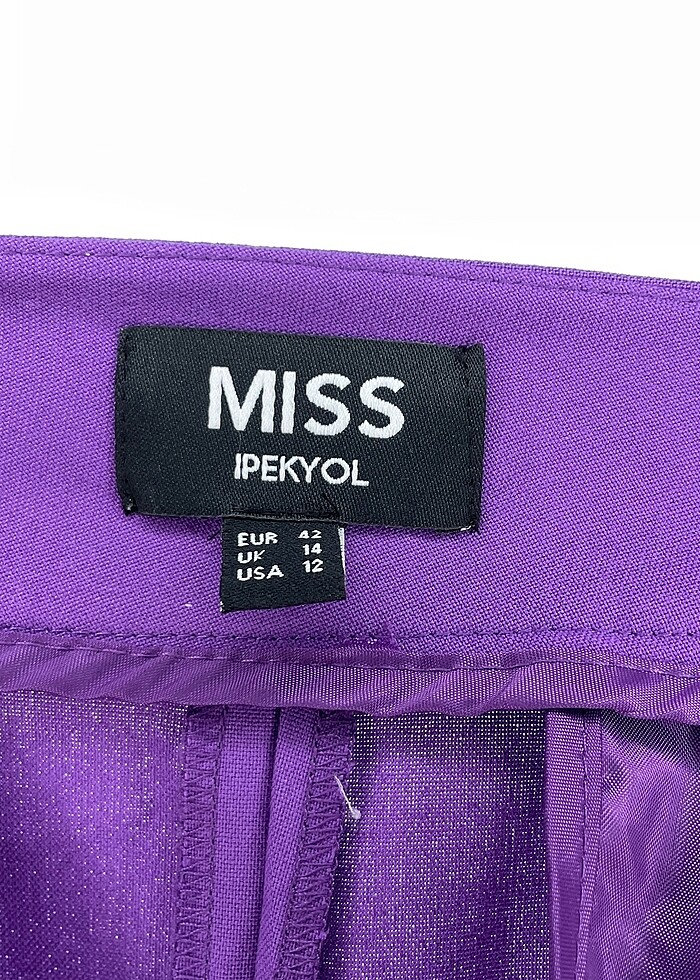 MISS
IPEKYOL
EUR 42
UK 14
USA 12